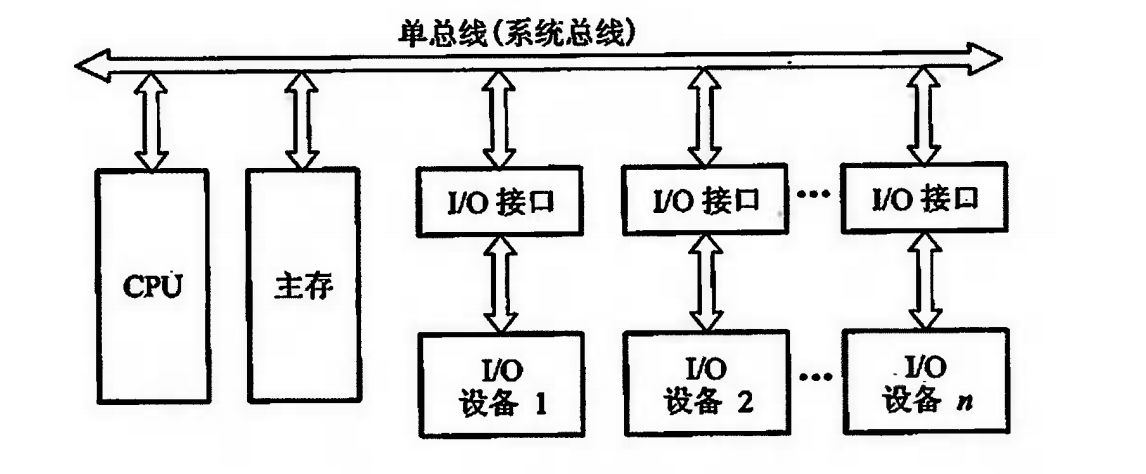 单总线(系统总线)
CPU
主存
I/O 接口
I/O 接口
•••
I/O 接口
I/O
设备 1
I/O
设备 2
•••
I/O
设备 n